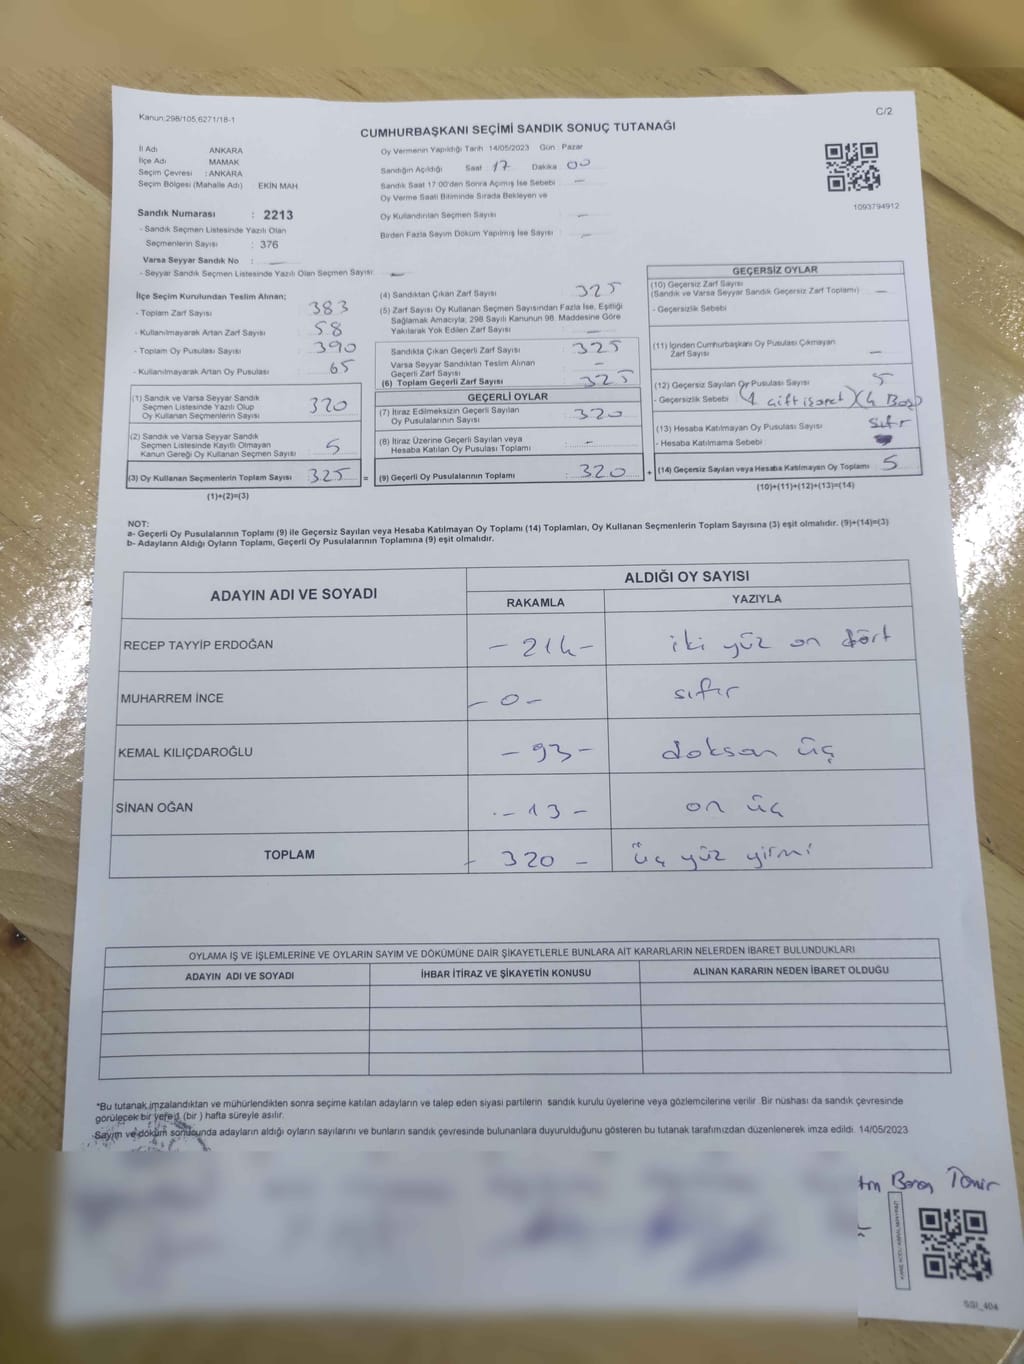 Kanun:298/105,6271/18-1
C/2
CUMHURBAŞKANI SEÇİMİ SANDIK SONUÇ TUTANAĞI
İl Adı ANKARA
İlçe Adı MAMAK
Seçim Çevresi : ANKARA
Seçim Bölgesi (Mahalle Adı) EKİN MAH.
Sandık Numarası : 2213
- Sandık Seçmen Listesinde Yazılı Olan
Seçmenlerin Sayısı : 376
Varsa Seyyar Sandık No : —
- Seyyar Sandık Seçmen Listesinde Yazılı Olan Seçmen Sayısı: —
Oy Vermenin Yapıldığı Tarih 14/05/2023 Gün : Pazar
Sandığın Açıldığı Saat 17 Dakika 00
Sandık Saat 17:00'den Sonra Açılmış İse Sebebi : —
Oy Verme Saati Bitiminde Sırada Bekleyen ve
Oy Kullandırılan Seçmen Sayısı : —
Birden Fazla Sayım Döküm Yapılmış İse Sayısı : —
1093794912
İlçe Seçim Kurulundan Teslim Alınan;
- Toplam Zarf Sayısı : 383
- Kullanılmayarak Artan Zarf Sayısı : 58
- Toplam Oy Pusulası Sayısı : 390
- Kullanılmayarak Artan Oy Pusulası : 65
(1) Sandık ve Varsa Seyyar Sandık
Seçmen Listesinde Yazılı Olup
Oy Kullanan Seçmenlerin Sayısı : 320
(2) Sandık ve Varsa Seyyar Sandık
Seçmen Listesinde Kayıtlı Olmayan
Kanun Gereği Oy Kullanan Seçmen Sayısı : 5
(3) Oy Kullanan Seçmenlerin Toplam Sayısı : 325
(1)+(2)=(3)
=
(4) Sandıktan Çıkan Zarf Sayısı : 325
(5) Zarf Sayısı Oy Kullanan Seçmen Sayısından Fazla İse, Eşitliği
Sağlamak Amacıyla; 298 Sayılı Kanunun 98. Maddesine Göre
Yakılarak Yok Edilen Zarf Sayısı : —
Sandıkta Çıkan Geçerli Zarf Sayısı : 325
Varsa Seyyar Sandıktan Teslim Alınan
Geçerli Zarf Sayısı : —
(6) Toplam Geçerli Zarf Sayısı : 325
GEÇERLİ OYLAR
(7) İtiraz Edilmeksizin Geçerli Sayılan
Oy Pusulalarının Sayısı : 320
(8) İtiraz Üzerine Geçerli Sayılan veya
Hesaba Katılan Oy Pusulası Toplamı : —
(9) Geçerli Oy Pusulalarının Toplamı : 320
+
GEÇERSİZ OYLAR
(10) Geçersiz Zarf Sayısı
(Sandık ve Varsa Seyyar Sandık Geçersiz Zarf Toplamı) : —
- Geçersizlik Sebebi :
(11) İçinden Cumhurbaşkanı Oy Pusulası Çıkmayan
Zarf Sayısı : —
(12) Geçersiz Sayılan Oy Pusulası Sayısı : 5
- Geçersizlik Sebebi : (1 çift işaret) (4 Boş)
(13) Hesaba Katılmayan Oy Pusulası Sayısı : Sıfır
- Hesaba Katılmama Sebebi :
(14) Geçersiz Sayılan veya Hesaba Katılmayan Oy Toplamı : 5
(10)+(11)+(12)+(13)=(14)
NOT:
a- Geçerli Oy Pusulalarının Toplamı (9) ile Geçersiz Sayılan veya Hesaba Katılmayan Oy Toplamı (14) Toplamları, Oy Kullanan Seçmenlerin Toplam Sayısına (3) eşit olmalıdır. (9)+(14)=(3)
b- Adayların Aldığı Oyların Toplamı, Geçerli Oy Pusulalarının Toplamına (9) eşit olmalıdır.
ADAYIN ADI VE SOYADI
ALDIĞI OY SAYISI
RAKAMLA YAZIYLA
RECEP TAYYİP ERDOĞAN - 214 - iki yüz on dört
MUHARREM İNCE - 0 - sıfır
KEMAL KILIÇDAROĞLU - 93 - doksan üç
SİNAN OĞAN - 13 - on üç
TOPLAM - 320 - üç yüz yirmi
OYLAMA İŞ VE İŞLEMLERİNE VE OYLARIN SAYIM VE DÖKÜMÜNE DAİR ŞİKAYETLERLE BUNLARA AİT KARARLARIN NELERDEN İBARET BULUNDUKLARI
ADAYIN ADI VE SOYADI İHBAR İTİRAZ VE ŞİKAYETİN KONUSU ALINAN KARARIN NEDEN İBARET OLDUĞU
*Bu tutanak imzalandıktan ve mühürlendikten sonra seçime katılan adayların ve talep eden siyasi partilerin sandık kurulu üyelerine veya gözlemcilerine verilir. Bir nüshası da sandık çevresinde
görülecek bir yere 1 (bir ) hafta süreyle asılır.
Sayım ve döküm sonucunda adayların aldığı oyların sayılarını ve bunların sandık çevresinde bulunanlara duyurulduğunu gösteren bu tutanak tarafımızdan düzenlenerek imza edildi. 14/05/2023
SGI_404